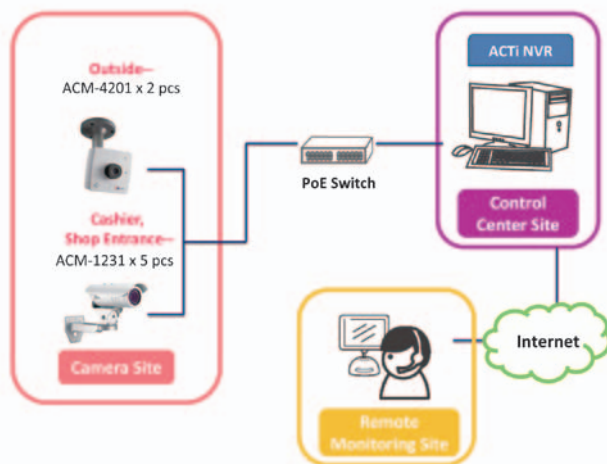 Outside—
ACM-4201 x 2 pcs
Cashier,
Shop Entrance—
ACM-1231 x 5 pcs
Camera Site
PoE Switch
ACTi NVR
Control
Center Site
Internet
Remote
Monitoring Site